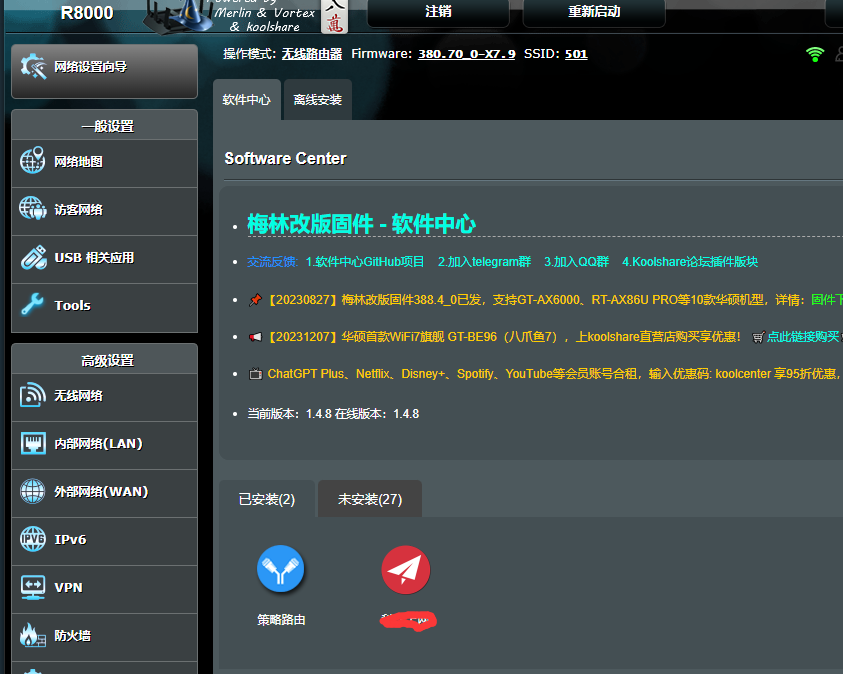 R8000
Powered by
Merlin & Vortex
& koolshare
八
萬
注销
重新启动
操作模式: 无线路由器 Firmware: 380.70_0-X7.9 SSID: 501
网络设置向导
一般设置
网络地图
访客网络
USB 相关应用
Tools
高级设置
无线网络
内部网络(LAN)
外部网络(WAN)
IPv6
VPN
防火墙
软件中心 离线安装
Software Center
梅林改版固件 - 软件中心
交流反馈: 1.软件中心GitHub项目 2.加入telegram群 3.加入QQ群 4.Koolshare论坛插件版块
【20230827】梅林改版固件388.4_0已发，支持GT-AX6000、RT-AX86U PRO等10款华硕机型，详情：固件下
【20231207】华硕首款WiFi7旗舰 GT-BE96（八爪鱼7），上koolshare直营店购买享优惠！ 点此链接购买
ChatGPT Plus、Netflix、Disney+、Spotify、YouTube等会员账号合租，输入优惠码: koolcenter 享95折优惠，
当前版本：1.4.8 在线版本：1.4.8
已安装(2) 未安装(27)
策略路由